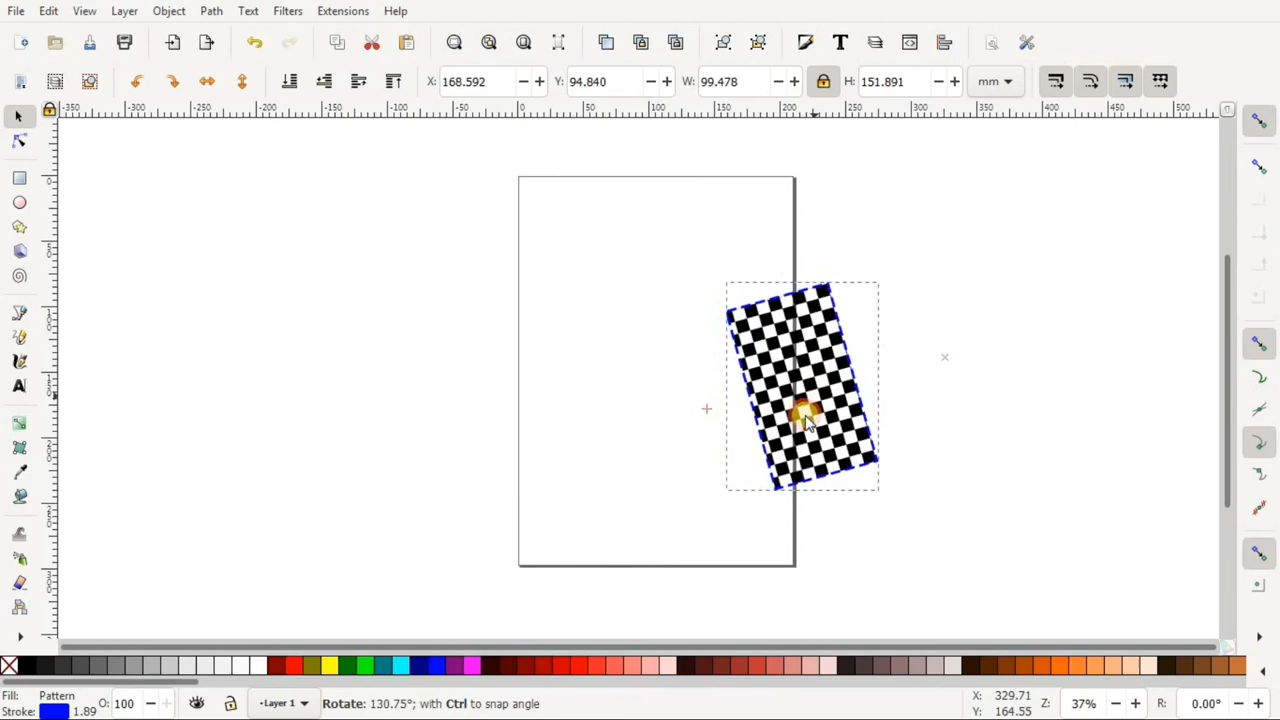 File Edit View Layer Object Path Text Filters Extensions Help
X: 168.592 Y: 94.840 W: 99.478 H: 151.891 mm
-350 -300 -250 -200 -150 -100 -50 0 50 100 150 200 250 300 350 400 450 500
Fill: Pattern O: 100 -Layer 1 Rotate: 130.75°; with Ctrl to snap angle X: 329.71 Z: 37% R: 0.00°
Stroke: 1.89 Y: 164.55